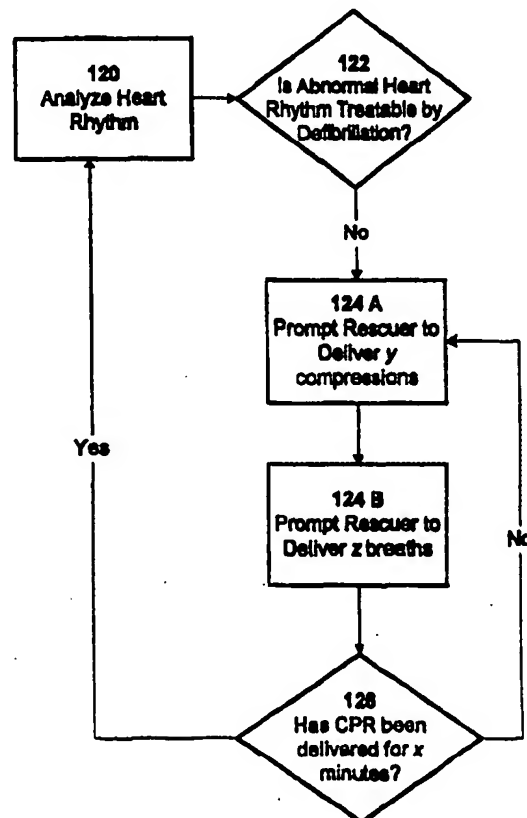 120
Analyze Heart
Rhythm
122
Is Abnormal Heart
Rhythm Treatable by
Defibrillation?
No
124 A
Prompt Rescuer to
Deliver y
compressions
Yes
124 B
Prompt Rescuer to
Deliver z breaths
No
126
Has CPR been
delivered for x
minutes?